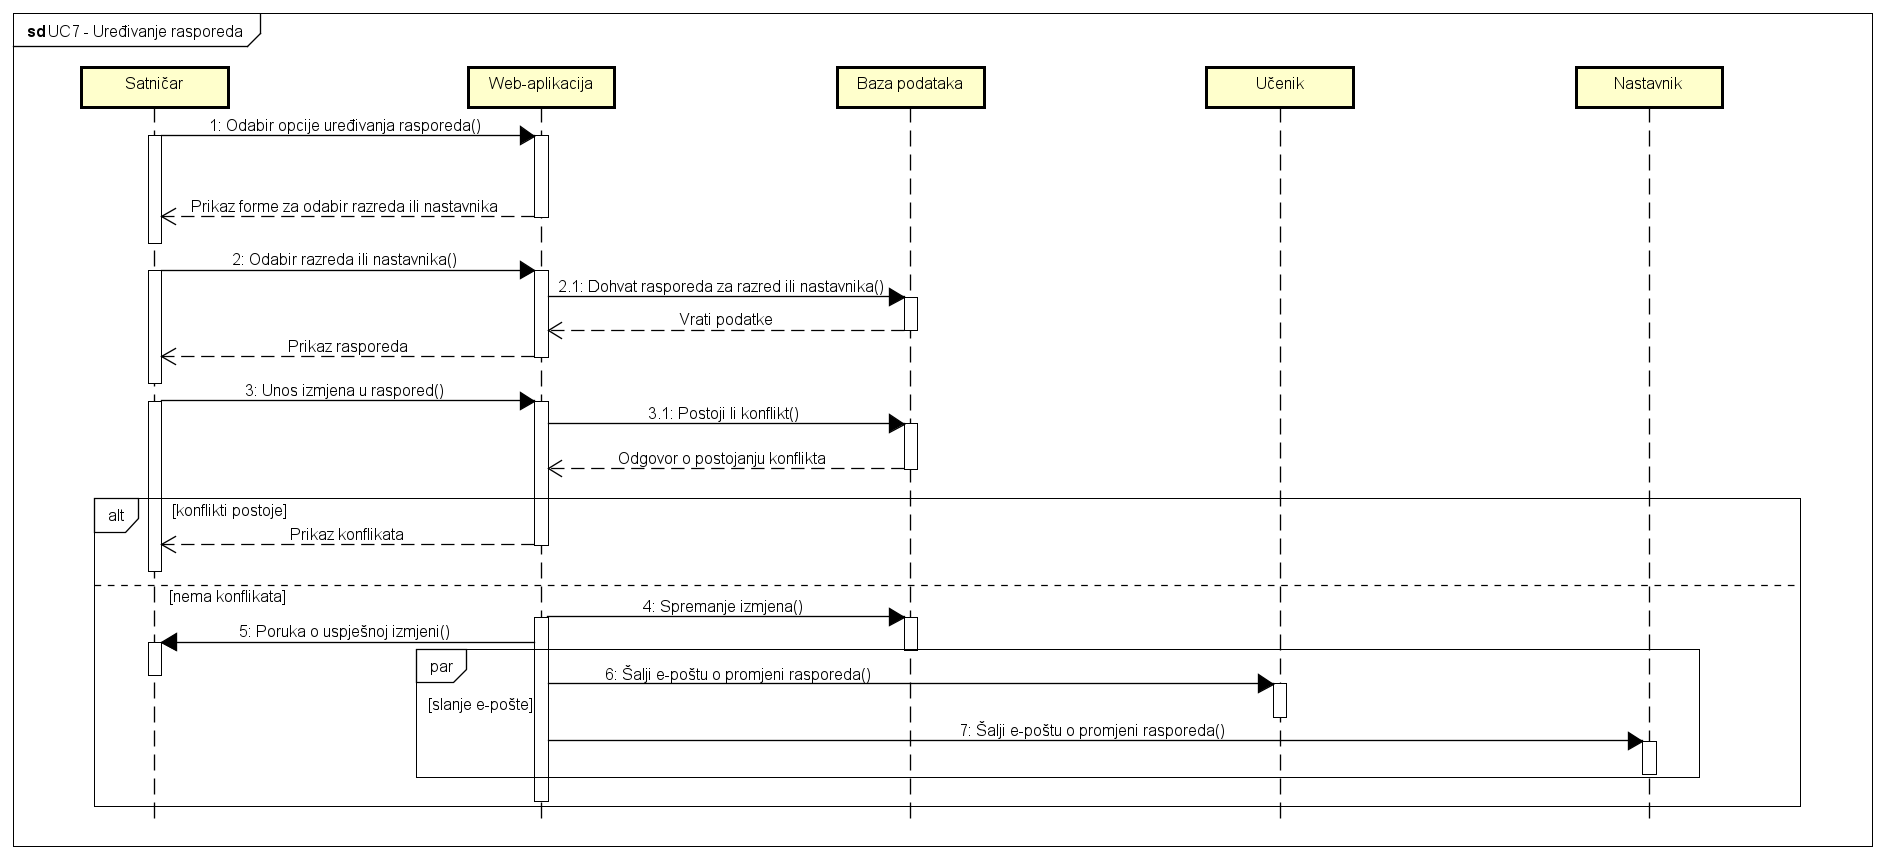 sd UC7 - Uređivanje rasporeda
Satničar
Web-aplikacija
Baza podataka
Učenik
Nastavnik
1: Odabir opcije uređivanja rasporeda()
Prikaz forme za odabir razreda ili nastavnika
2: Odabir razreda ili nastavnika()
2.1: Dohvat rasporeda za razred ili nastavnika()
Vrati podatke
Prikaz rasporeda
3: Unos izmjena u raspored()
3.1: Postoji li konflikt()
Odgovor o postojanju konflikta
alt
[konflikti postoje]
Prikaz konflikata
[nema konflikata]
4: Spremanje izmjena()
5: Poruka o uspješnoj izmjeni()
par
6: Šalji e-poštu o promjeni rasporeda()
[slanje e-pošte]
7: Šalji e-poštu o promjeni rasporeda()